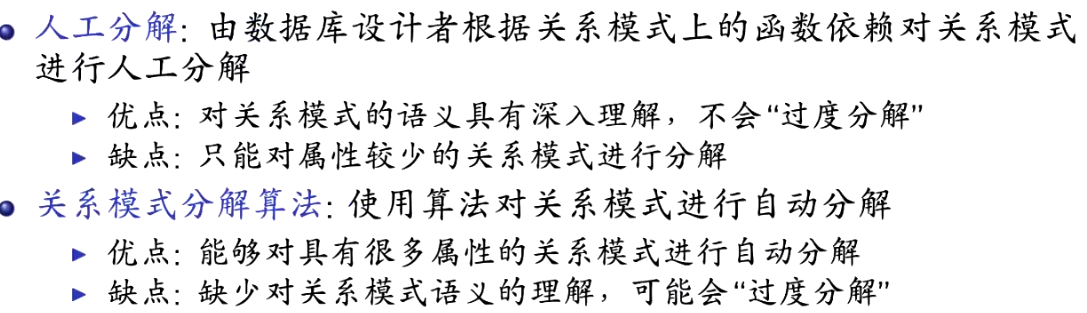 人工分解: 由数据库设计者根据关系模式上的函数依赖对关系模式
进行人工分解
优点: 对关系模式的语义具有深入理解，不会“过度分解”
缺点: 只能对属性较少的关系模式进行分解
关系模式分解算法: 使用算法对关系模式进行自动分解
优点: 能够对具有很多属性的关系模式进行自动分解
缺点: 缺少对关系模式语义的理解，可能会“过度分解”